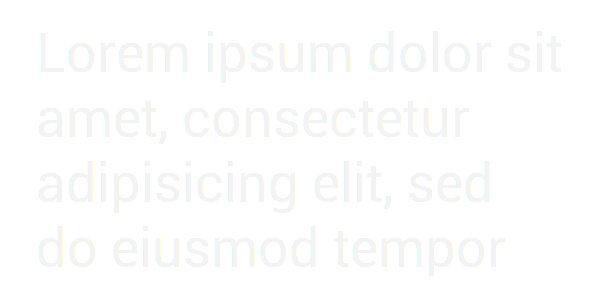 Lorem ipsum dolor sit
amet, consectetur
adipisicing elit, sed
do eiusmod tempor